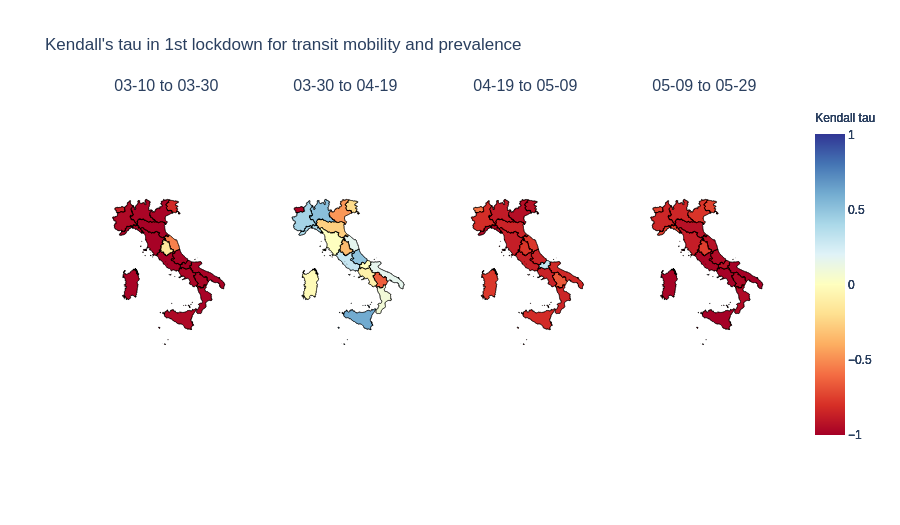 Kendall's tau in 1st lockdown for transit mobility and prevalence
03-10 to 03-30
03-30 to 04-19
04-19 to 05-09
05-09 to 05-29
Kendall tau
1
0.5
0
−0.5
−1